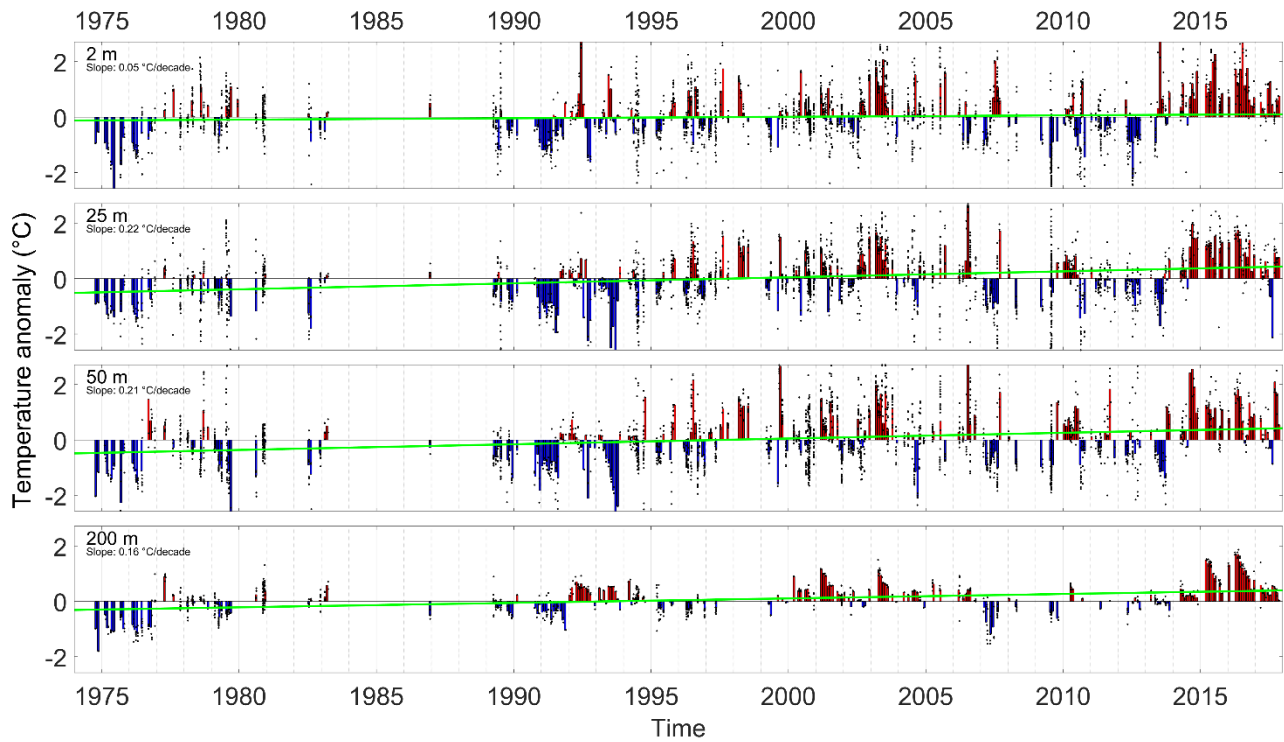 1975 1980 1985 1990 1995 2000 2005 2010 2015
2 m
Slope: 0.05 °C/decade
2
0
-2
25 m
Slope: 0.22 °C/decade
2
0
-2
50 m
Slope: 0.21 °C/decade
2
0
-2
200 m
Slope: 0.16 °C/decade
2
0
-2
Temperature anomaly (°C)
1975 1980 1985 1990 1995 2000 2005 2010 2015
Time